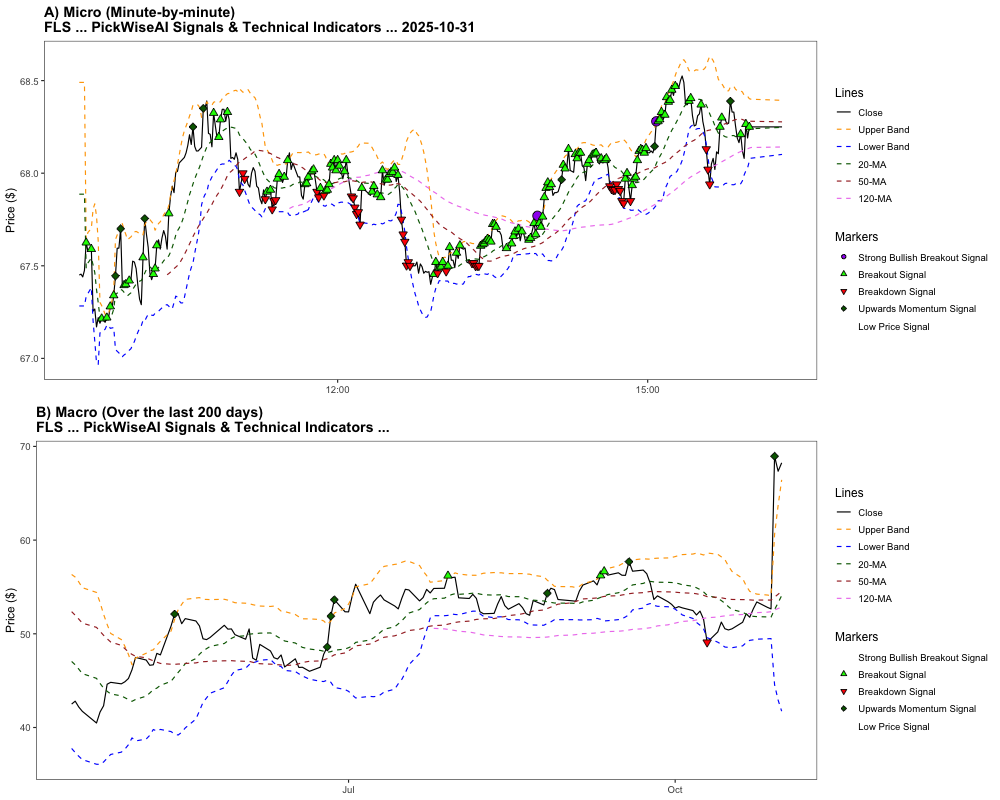 A) Micro (Minute-by-minute)
FLS ... PickWiseAI Signals & Technical Indicators ... 2025-10-31
68.5
68.0
67.5
67.0
Price ($)
12:00
15:00
Lines
Close
Upper Band
Lower Band
20-MA
50-MA
120-MA
Markers
Strong Bullish Breakout Signal
Breakout Signal
Breakdown Signal
Upwards Momentum Signal
Low Price Signal
B) Macro (Over the last 200 days)
FLS ... PickWiseAI Signals & Technical Indicators ...
70
60
50
40
Price ($)
Jul
Oct
Lines
Close
Upper Band
Lower Band
20-MA
50-MA
120-MA
Markers
Strong Bullish Breakout Signal
Breakout Signal
Breakdown Signal
Upwards Momentum Signal
Low Price Signal